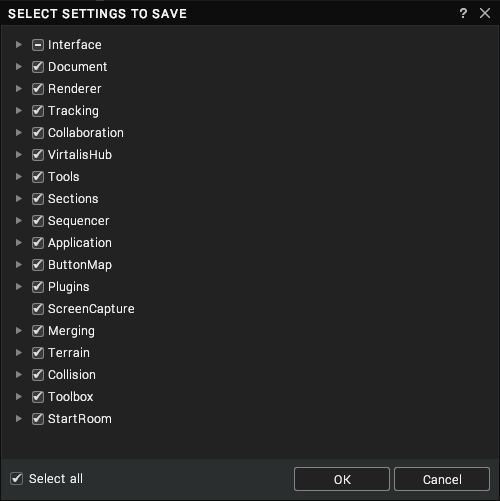 SELECT SETTINGS TO SAVE ?
Interface
Document
Renderer
Tracking
Collaboration
VirtalisHub
Tools
Sections
Sequencer
Application
ButtonMap
Plugins
ScreenCapture
Merging
Terrain
Collision
Toolbox
StartRoom
Select all OK Cancel